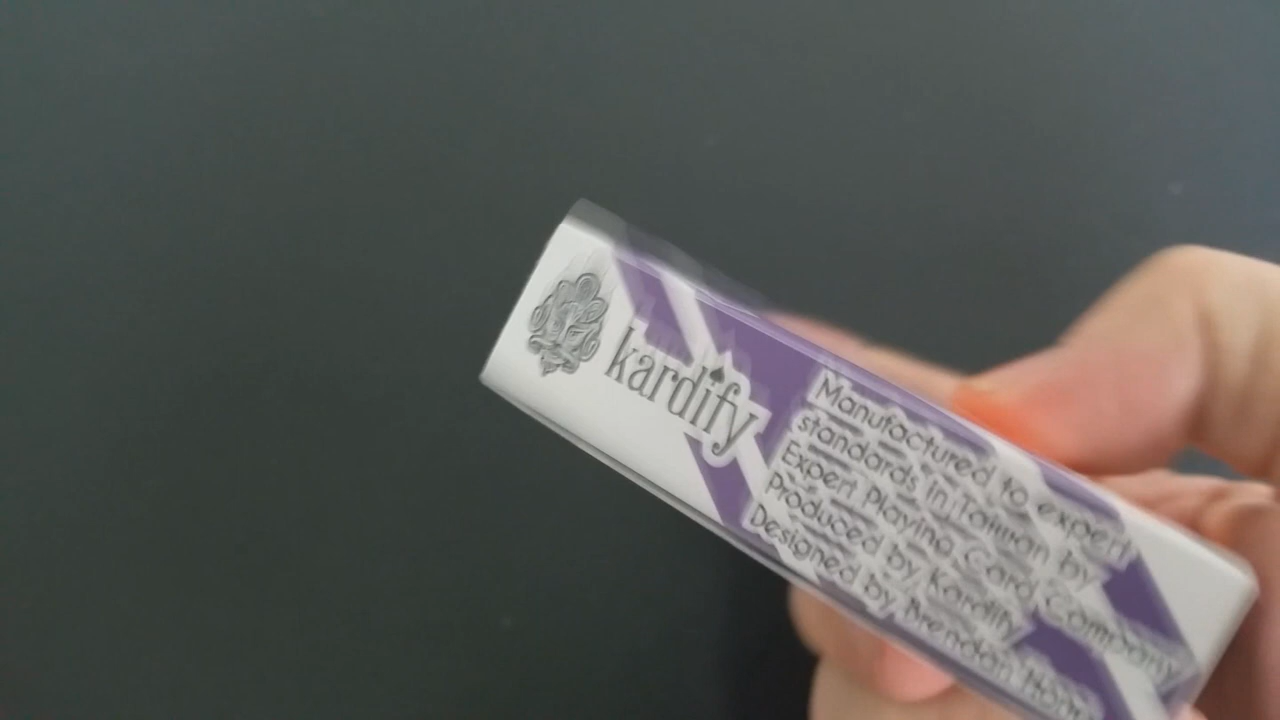 kardify
Manufactured to expert
standards in Taiwan by
Expert Playing Card Company
Produced by Kardify
Designed by Brendan